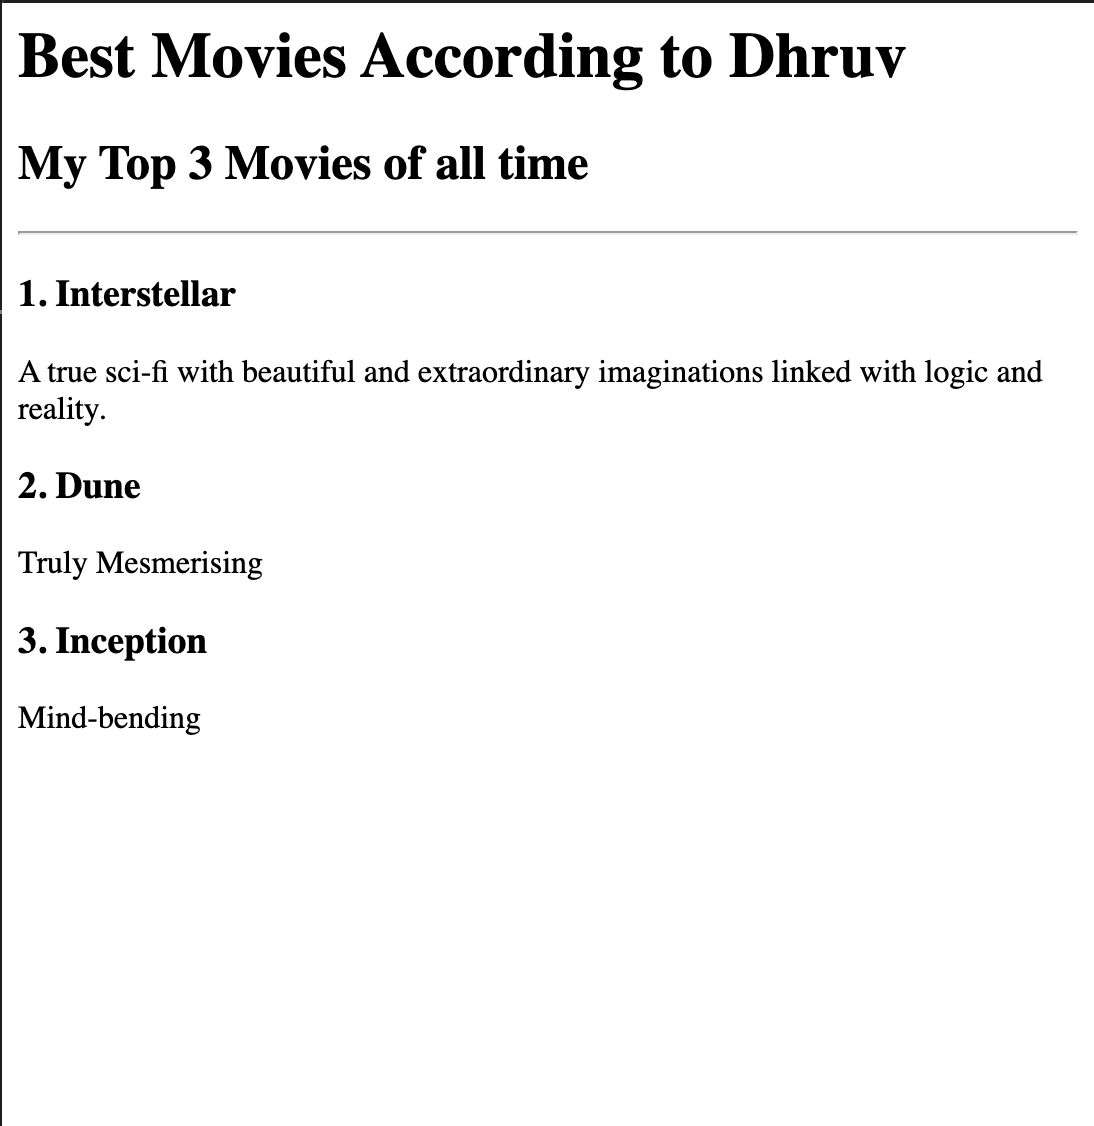 Best Movies According to Dhruv
My Top 3 Movies of all time
1. Interstellar
A true sci-fi with beautiful and extraordinary imaginations linked with logic and
reality.
2. Dune
Truly Mesmerising
3. Inception
Mind-bending